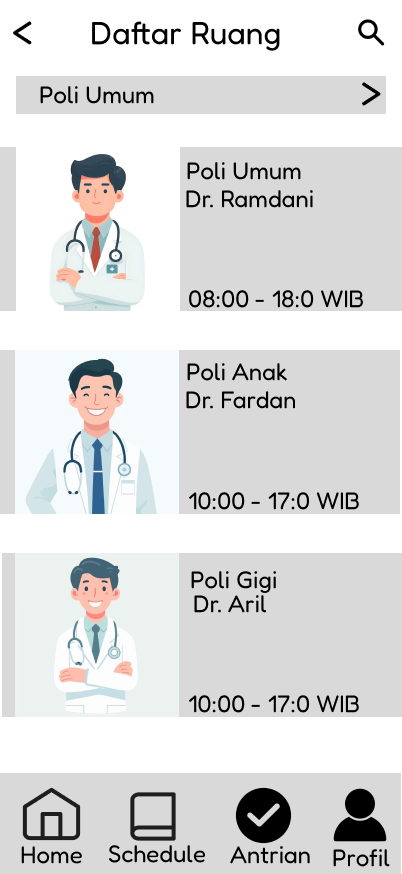 Daftar Ruang
Poli Umum
Poli Umum
Dr. Ramdani
08:00 - 18:0 WIB
Poli Anak
Dr. Fardan
10:00 - 17:0 WIB
Poli Gigi
Dr. Aril
10:00 - 17:0 WIB
Home Schedule Antrian Profil